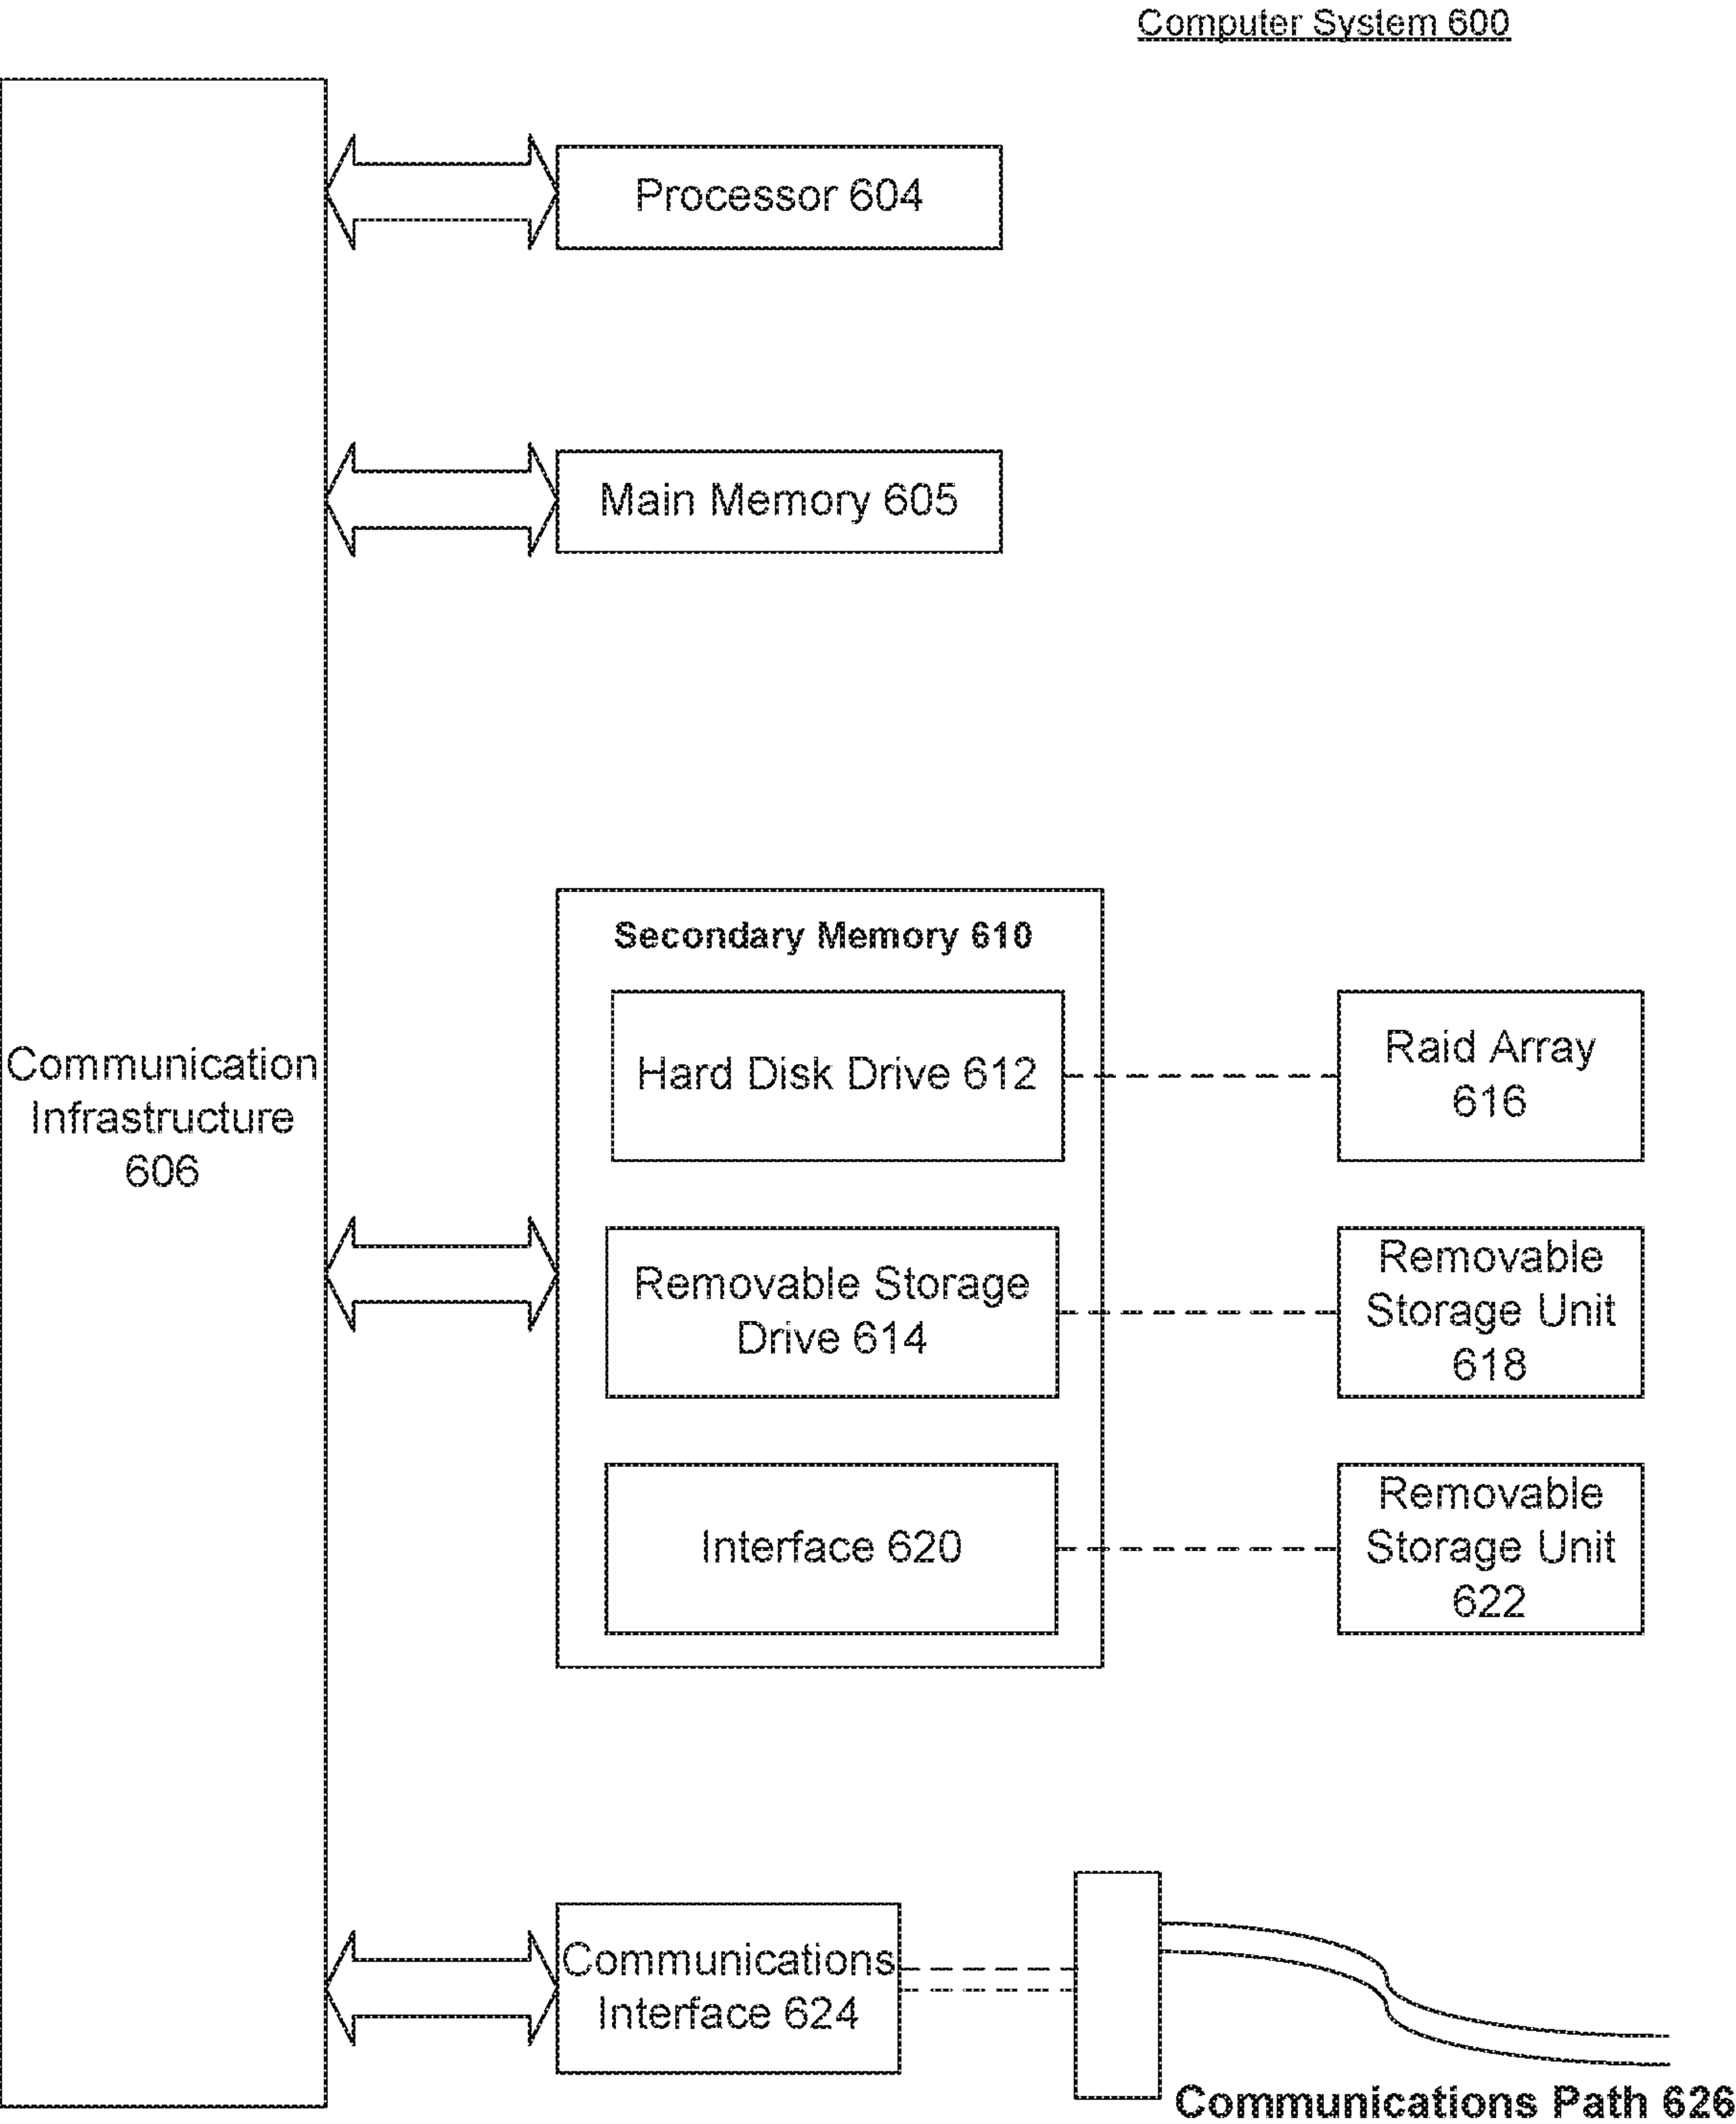 Computer System 600
Processor 604
Main Memory 605
Communication
Infrastructure
606
Secondary Memory 610
Hard Disk Drive 612
Raid Array
616
Removable Storage
Drive 614
Removable
Storage Unit
618
Interface 620
Removable
Storage Unit
622
Communications
Interface 624
Communications Path 626